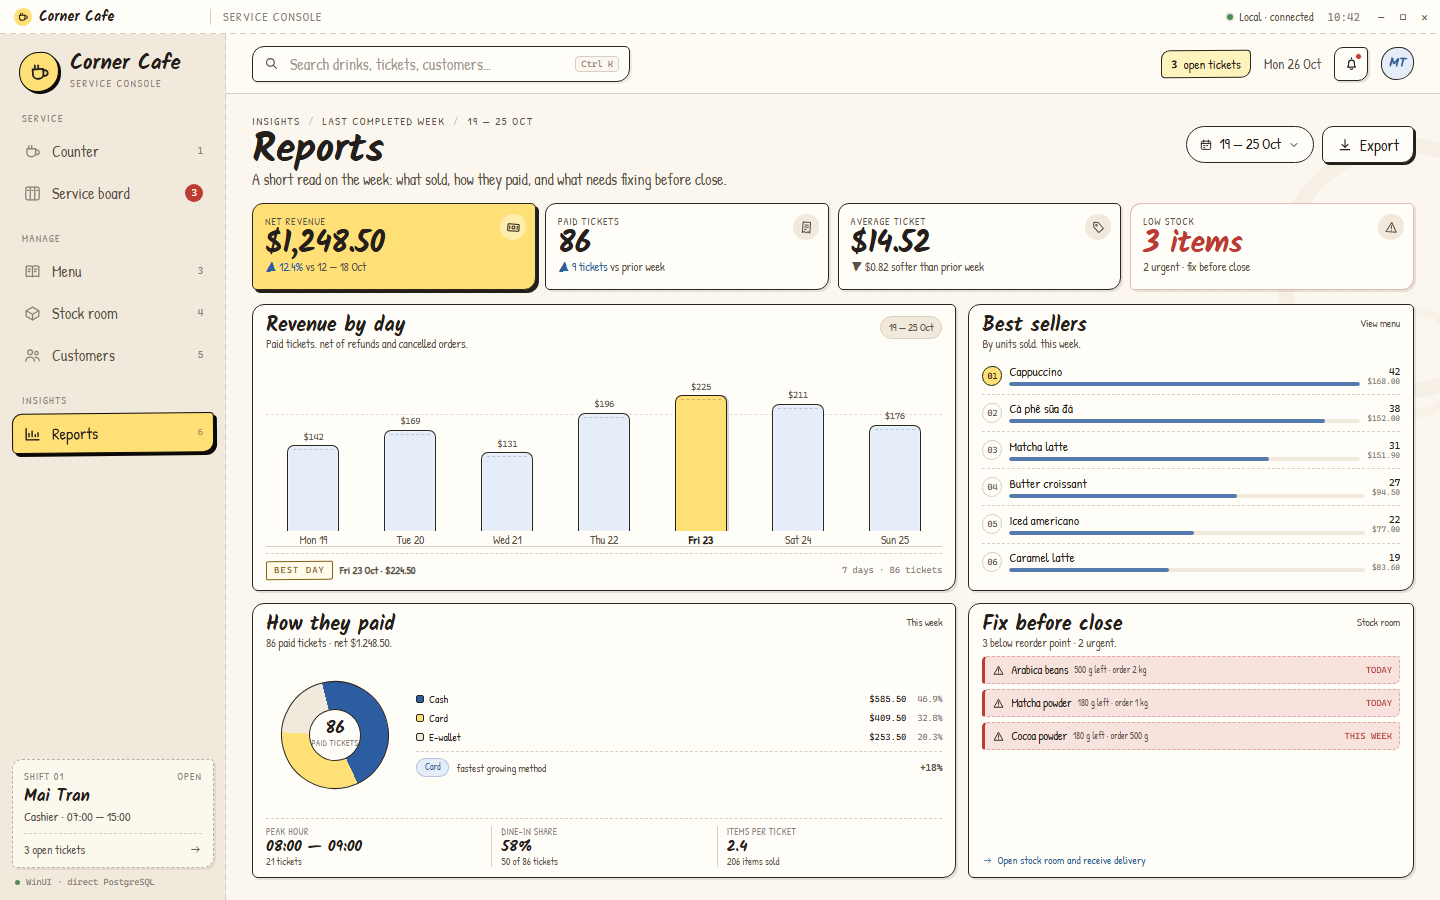 Corner Cafe
SERVICE CONSOLE
Local · connected
10:42
Corner Cafe
SERVICE CONSOLE
SERVICE
Counter 1
Service board 3
MANAGE
Menu 3
Stock room 4
Customers 5
INSIGHTS
Reports 6
SHIFT 01 OPEN
Mai Tran
Cashier · 07:00 — 15:00
3 open tickets →
WinUI · direct PostgreSQL
Search drinks, tickets, customers... Ctrl K
3 open tickets
Mon 26 Oct
MT
INSIGHTS / LAST COMPLETED WEEK / 19 — 25 OCT
Reports
A short read on the week: what sold, how they paid, and what needs fixing before close.
19 — 25 Oct
Export
NET REVENUE
$1,248.50
▲ 12.4% vs 12 — 18 Oct
PAID TICKETS
86
▲ 9 tickets vs prior week
AVERAGE TICKET
$14.52
▼ $0.82 softer than prior week
LOW STOCK
3 items
2 urgent · fix before close
Revenue by day
Paid tickets, net of refunds and cancelled orders.
19 — 25 Oct
$142
$169
$131
$196
$225
$211
$176
Mon 19
Tue 20
Wed 21
Thu 22
Fri 23
Sat 24
Sun 25
BEST DAY Fri 23 Oct · $224.50
7 days · 86 tickets
Best sellers
View menu
By units sold, this week.
01 Cappuccino 42
$168.00
02 Cà phê sữa đá 38
$152.00
03 Matcha latte 31
$151.90
04 Butter croissant 27
$94.50
05 Iced americano 22
$77.00
06 Caramel latte 19
$83.60
How they paid
This week
86 paid tickets · net $1,248.50.
86
PAID TICKETS
Cash $585.50 46.9%
Card $409.50 32.8%
E-wallet $253.50 20.3%
Card fastest growing method +18%
PEAK HOUR
08:00 — 09:00
21 tickets
DINE-IN SHARE
58%
50 of 86 tickets
ITEMS PER TICKET
2.4
206 items sold
Fix before close
Stock room
3 below reorder point · 2 urgent.
Arabica beans 500 g left · order 2 kg TODAY
Matcha powder 180 g left · order 1 kg TODAY
Cocoa powder 180 g left · order 500 g THIS WEEK
→ Open stock room and receive delivery